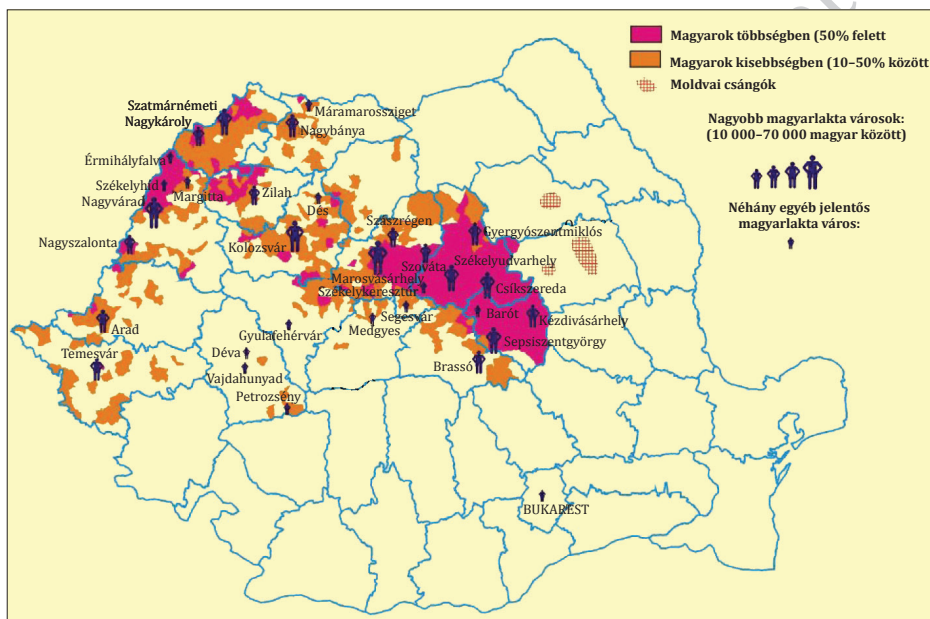 Magyarok többségben (50% felett
Magyarok kisebbségben (10–50% között
Moldvai csángók
Nagyobb magyarlakta városok:
(10 000–70 000 magyar között)
Néhány egyéb jelentős
magyarlakta város:
Szatmárnémeti
Nagykároly
Máramarossziget
Nagybánya
Érmihályfalva
Székelyhíd
Margitta
Nagyvárad
Zilah
Dés
Nagyszalonta
Kolozsvár
Szászrégen
Gyergyószentmiklós
Szováta
Székelyudvarhely
Marosvásárhely
Székelykeresztúr
Csíkszereda
Segesvár
Barót
Kézdivásárhely
Medgyes
Sepsiszentgyörgy
Arad
Gyulafehérvár
Temesvár
Déva
Vajdahunyad
Brassó
Petrozsény
BUKAREST